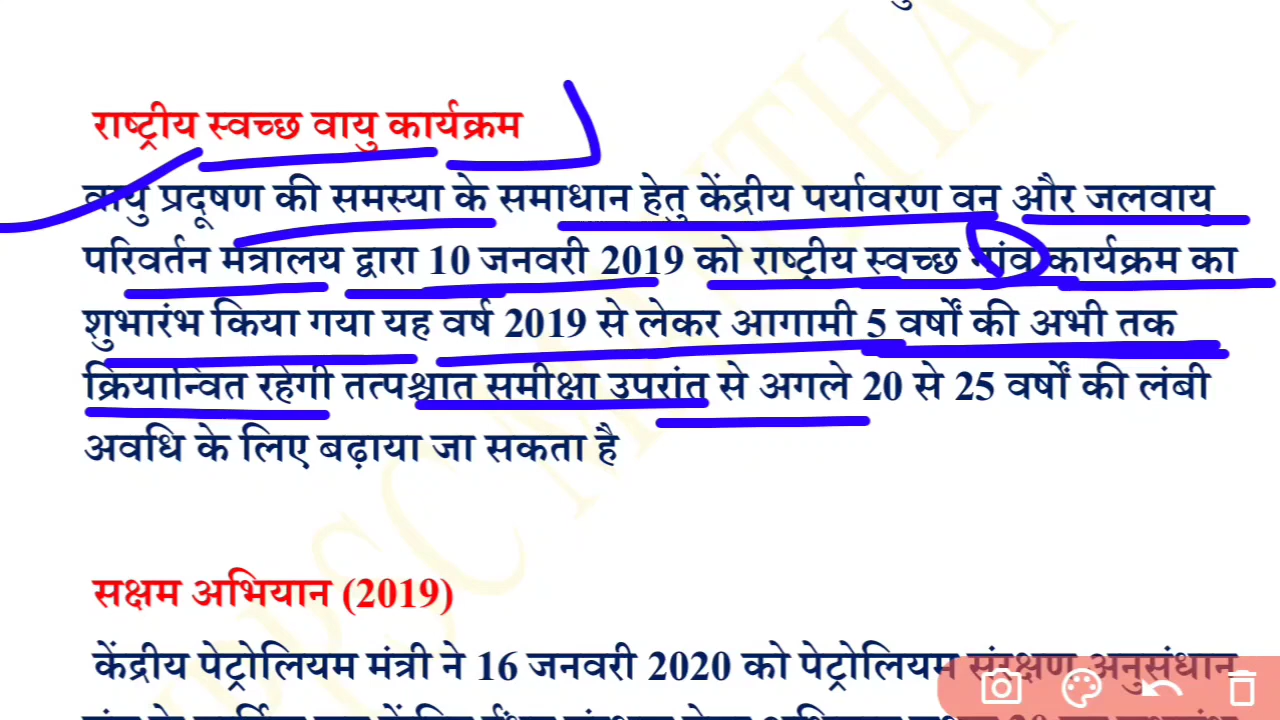 राष्ट्रीय स्वच्छ वायु कार्यक्रम
वायु प्रदूषण की समस्या के समाधान हेतु केंद्रीय पर्यावरण वन और जलवायु
परिवर्तन मंत्रालय द्वारा 10 जनवरी 2019 को राष्ट्रीय स्वच्छ गांव कार्यक्रम का
शुभारंभ किया गया यह वर्ष 2019 से लेकर आगामी 5 वर्षों की अभी तक
क्रियान्वित रहेगी तत्पश्चात समीक्षा उपरांत से अगले 20 से 25 वर्षों की लंबी
अवधि के लिए बढ़ाया जा सकता है
सक्षम अभियान (2019)
केंद्रीय पेट्रोलियम मंत्री ने 16 जनवरी 2020 को पेट्रोलियम संरक्षण अनुसंधान